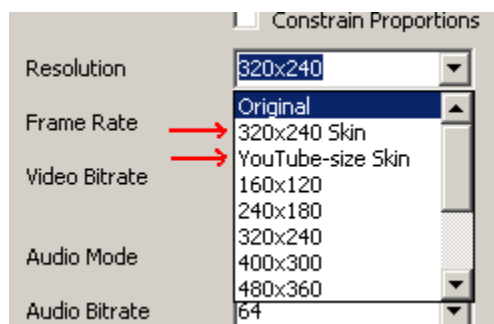 Constrain Proportions
Resolution
320x240
Original
Frame Rate
320x240 Skin
YouTube-size Skin
Video Bitrate
160x120
240x180
320x240
Audio Mode
400x300
480x360
Audio Bitrate
64